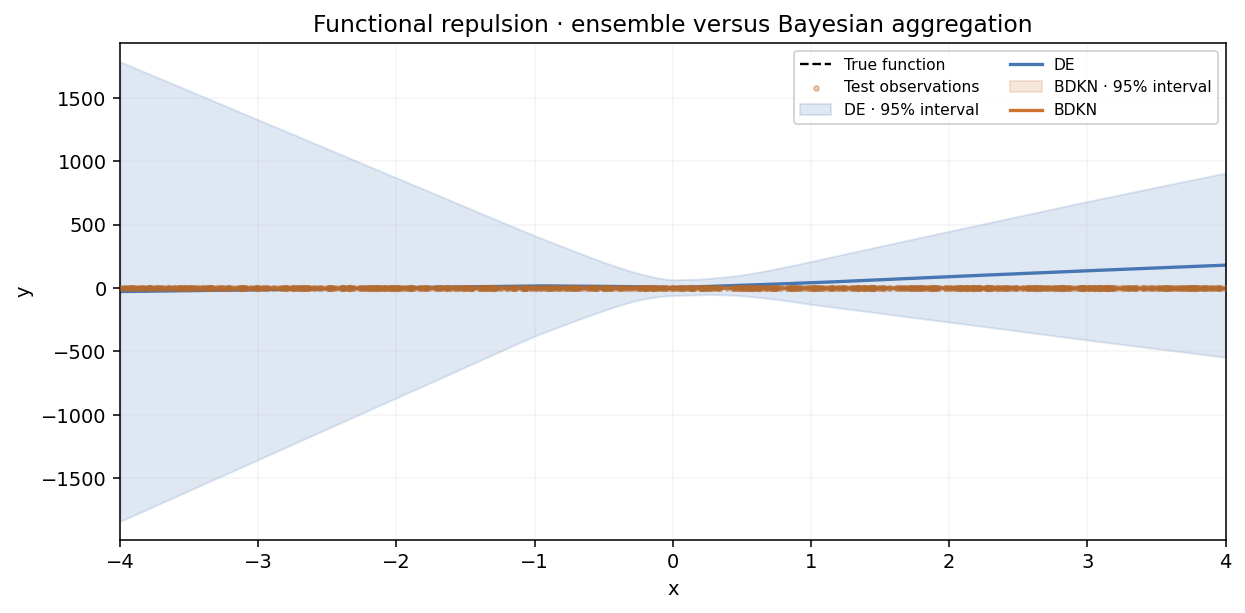 Functional repulsion · ensemble versus Bayesian aggregation
True function
Test observations
DE · 95% interval
DE
BDKN · 95% interval
BDKN
1500
1000
500
0
−500
−1000
−1500
y
−4
−3
−2
−1
0
1
2
3
4
x